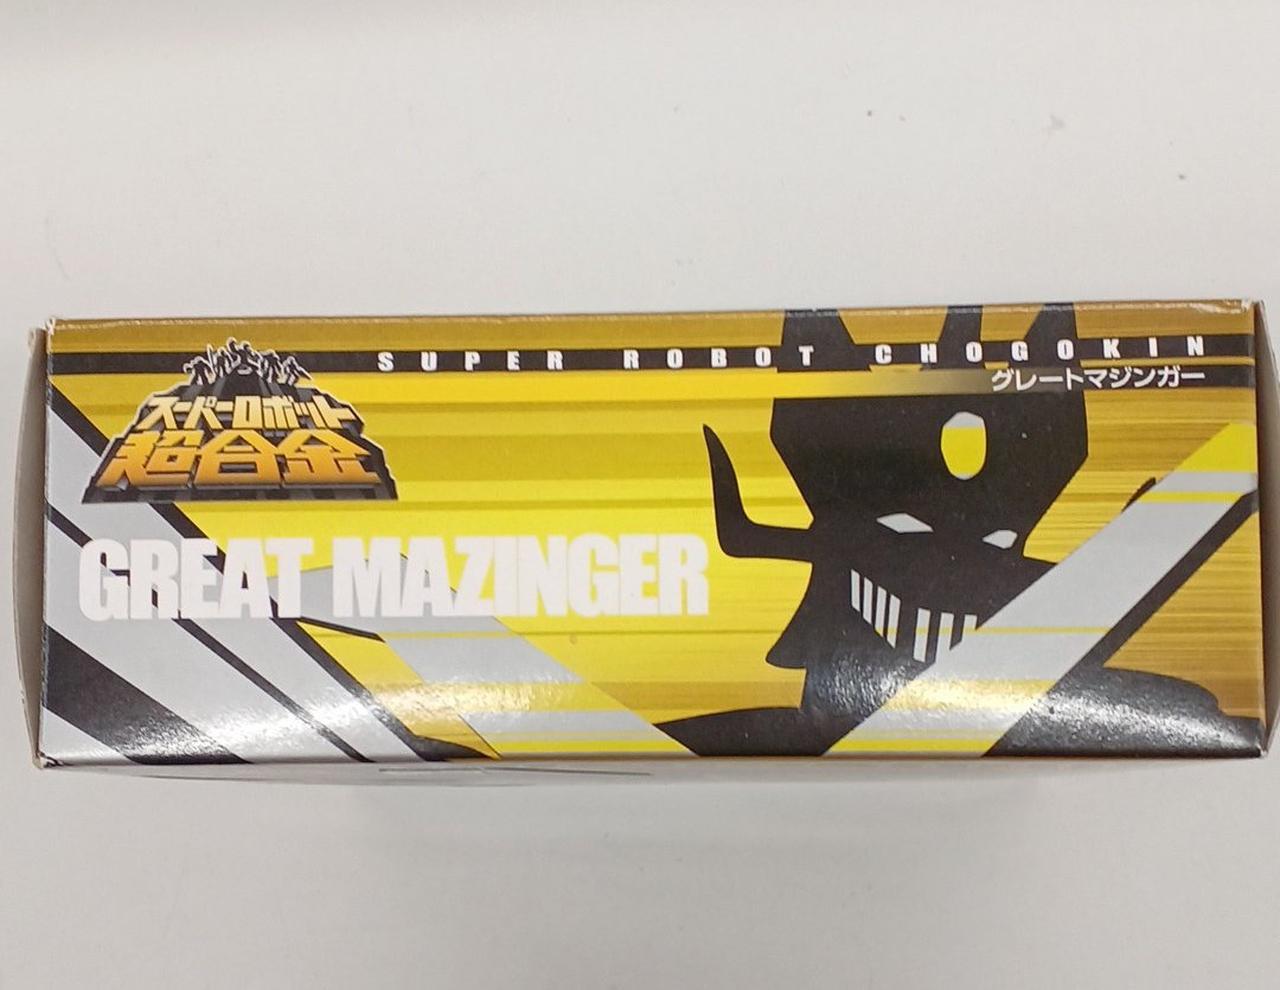 SUPER ROBOT CHOGOKIN
グレートマジンガー
スーパーロボット
超合金
GREAT MAZINGER